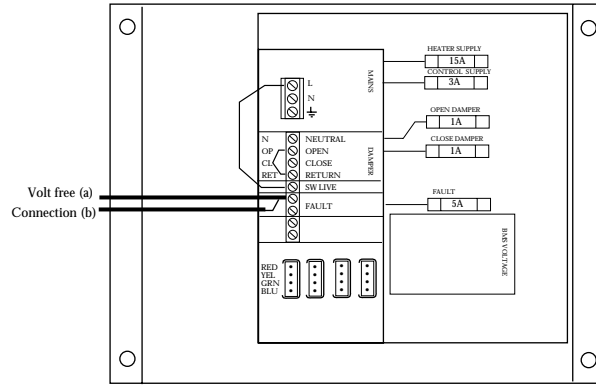 HEATER SUPPLY
15A
CONTROL SUPPLY
3A
MAINS
L
N
OPEN DAMPER
1A
CLOSE DAMPER
1A
DAMPER
N NEUTRAL
OP OPEN
CL CLOSE
RET RETURN
SW LIVE
FAULT
Volt free (a)
Connection (b)
FAULT
5A
BMS VOLTAGE
RED
YEL
GRN
BLU